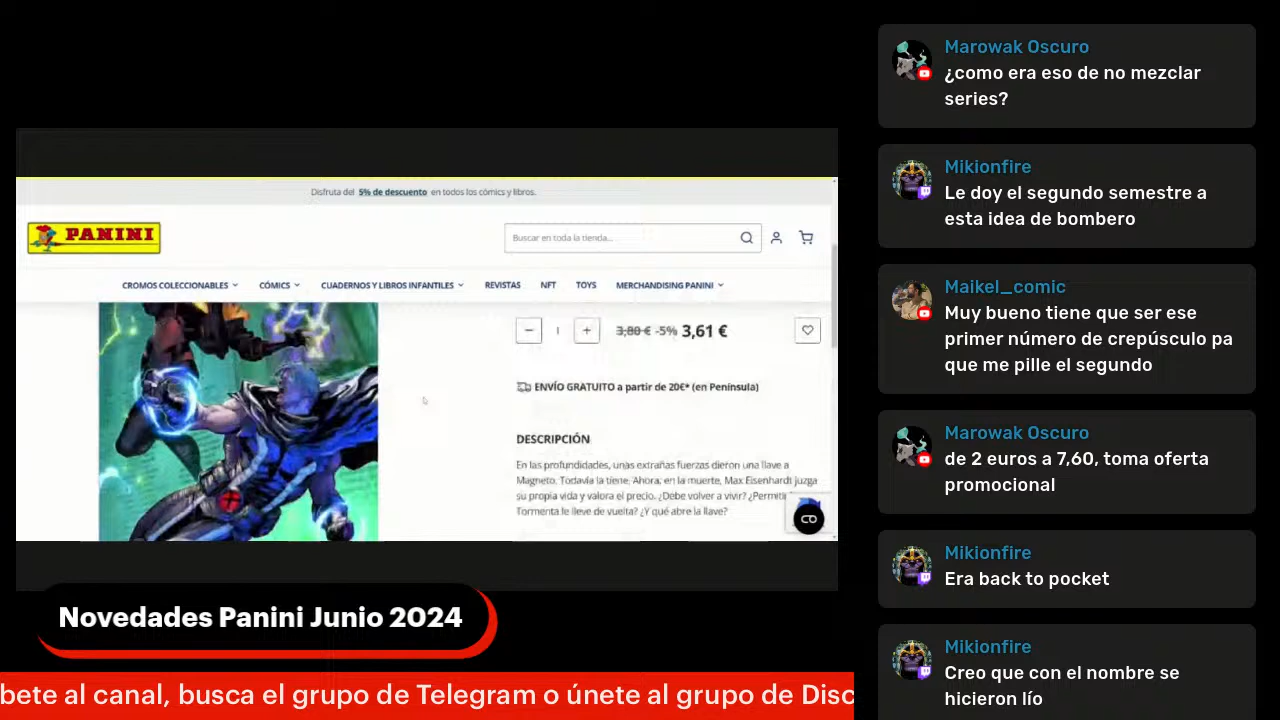 Disfruta del 5% de descuento en todos los cómics y libros.
PANINI
Buscar en toda la tienda...
CROMOS COLECCIONABLES
CÓMICS
CUADERNOS Y LIBROS INFANTILES
REVISTAS
NFT
TOYS
MERCHANDISING PANINI
− 1 + 3,80 € -5% 3,61 €
ENVÍO GRATUITO a partir de 20€* (en Península)
DESCRIPCIÓN
En las profundidades, unas extrañas fuerzas dieron una llave a
Magneto. Todavía la tiene. Ahora, en la muerte, Max Eisenhardt juzga
su propia vida y valora el precio. ¿Debe volver a vivir? ¿Permiti
Tormenta le lleve de vuelta? ¿Y qué abre la llave?
Novedades Panini Junio 2024
bete al canal, busca el grupo de Telegram o únete al grupo de Disc
Marowak Oscuro
¿como era eso de no mezclar
series?
Mikionfire
Le doy el segundo semestre a
esta idea de bombero
Maikel_comic
Muy bueno tiene que ser ese
primer número de crepúsculo pa
que me pille el segundo
Marowak Oscuro
de 2 euros a 7,60, toma oferta
promocional
Mikionfire
Era back to pocket
Mikionfire
Creo que con el nombre se
hicieron lío